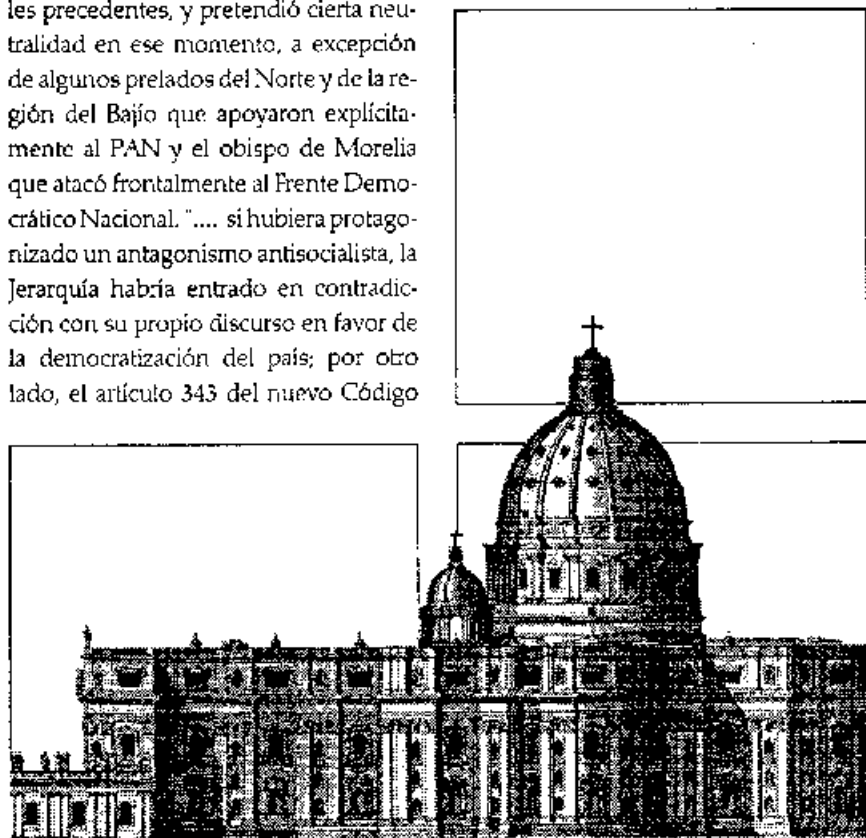 les precedentes, y pretendió cierta neu-
tralidad en ese momento, a excepción
de algunos prelados del Norte y de la re-
gión del Bajío que apoyaron explícita-
mente al PAN y el obispo de Morelia
que atacó frontalmente al Frente Demo-
crático Nacional. ".... si hubiera protago-
nizado un antagonismo antisocialista, la
Jerarquía habría entrado en contradic-
ción con su propio discurso en favor de
la democratización del país; por otro
lado, el artículo 343 del nuevo Código